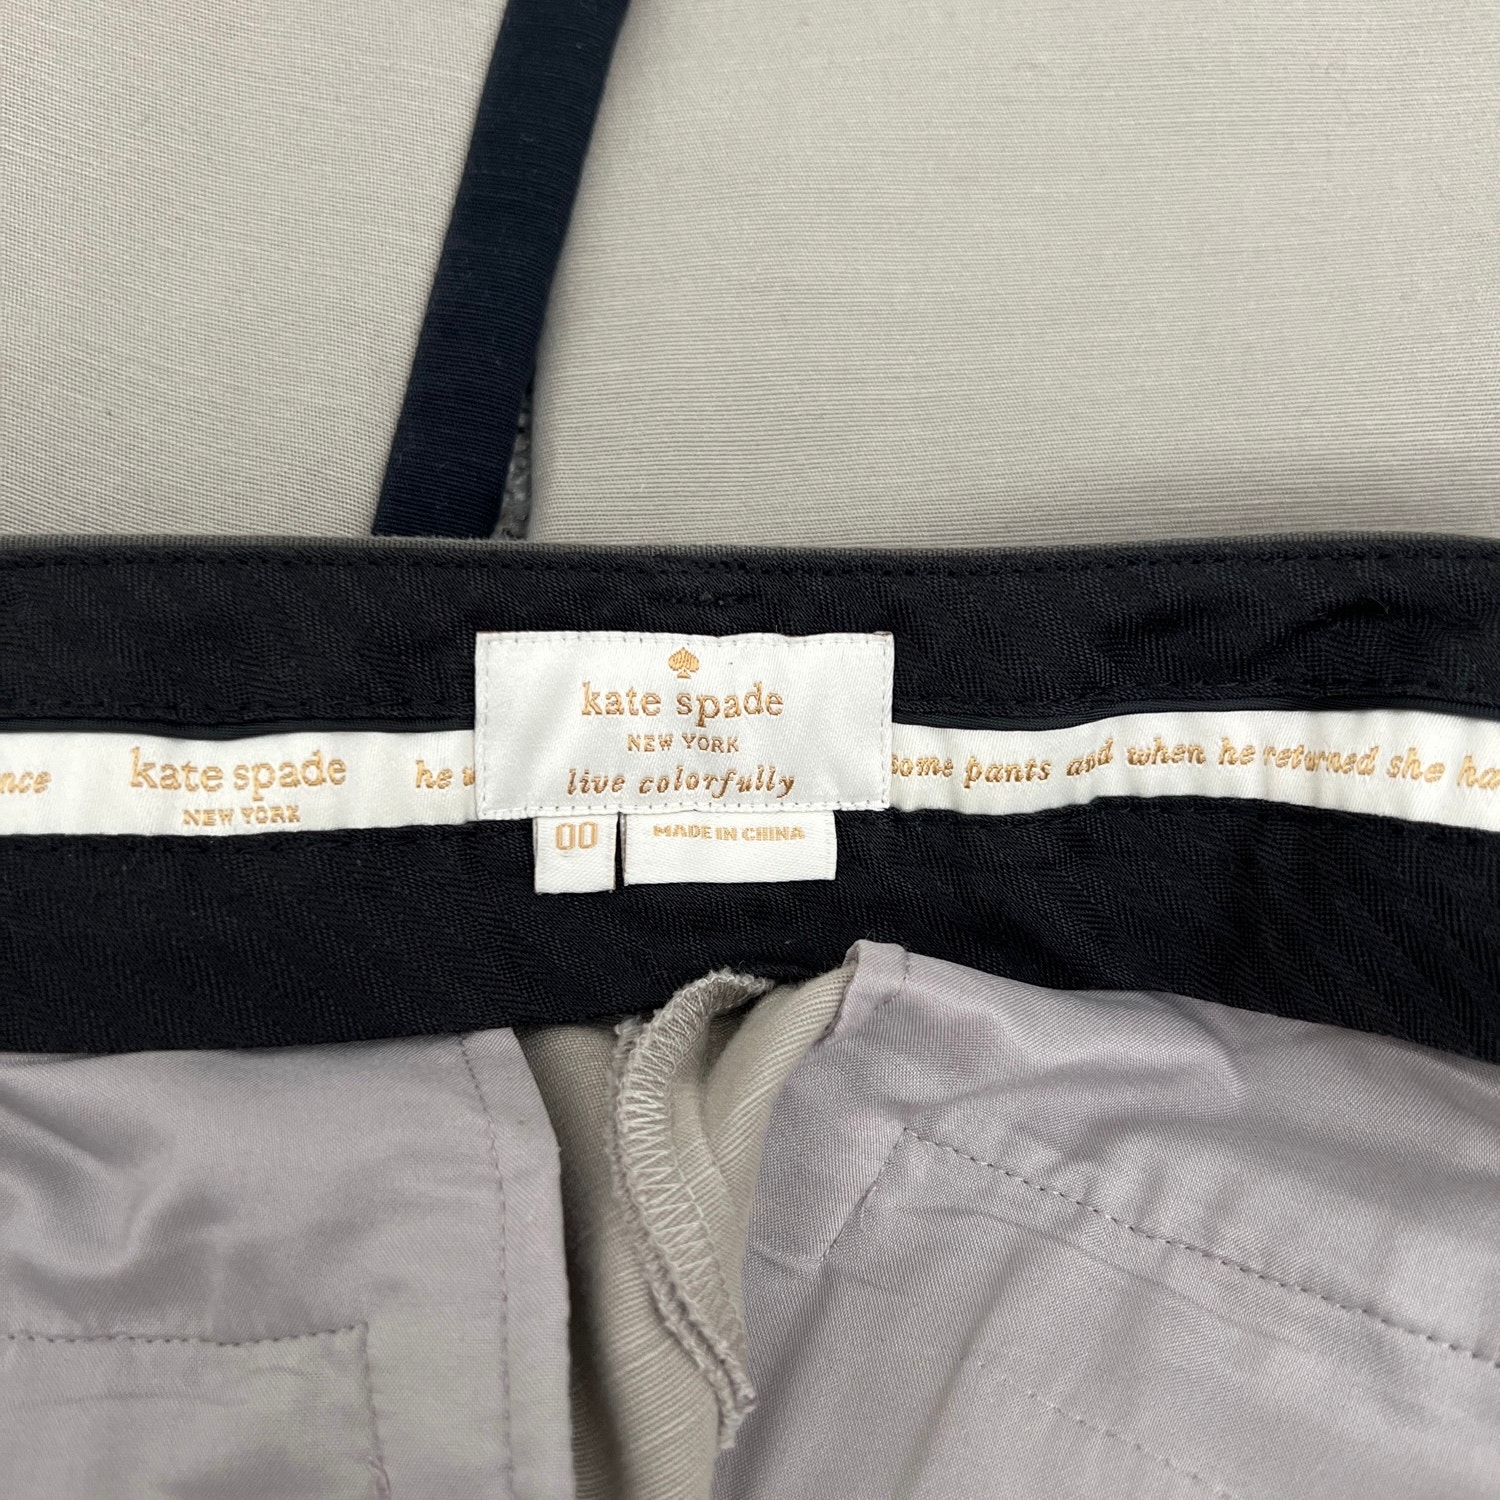 kate spade
NEW YORK
live colorfully
00
MADE IN CHINA
kate spade
NEW YORK
he
some pants and when he returned she